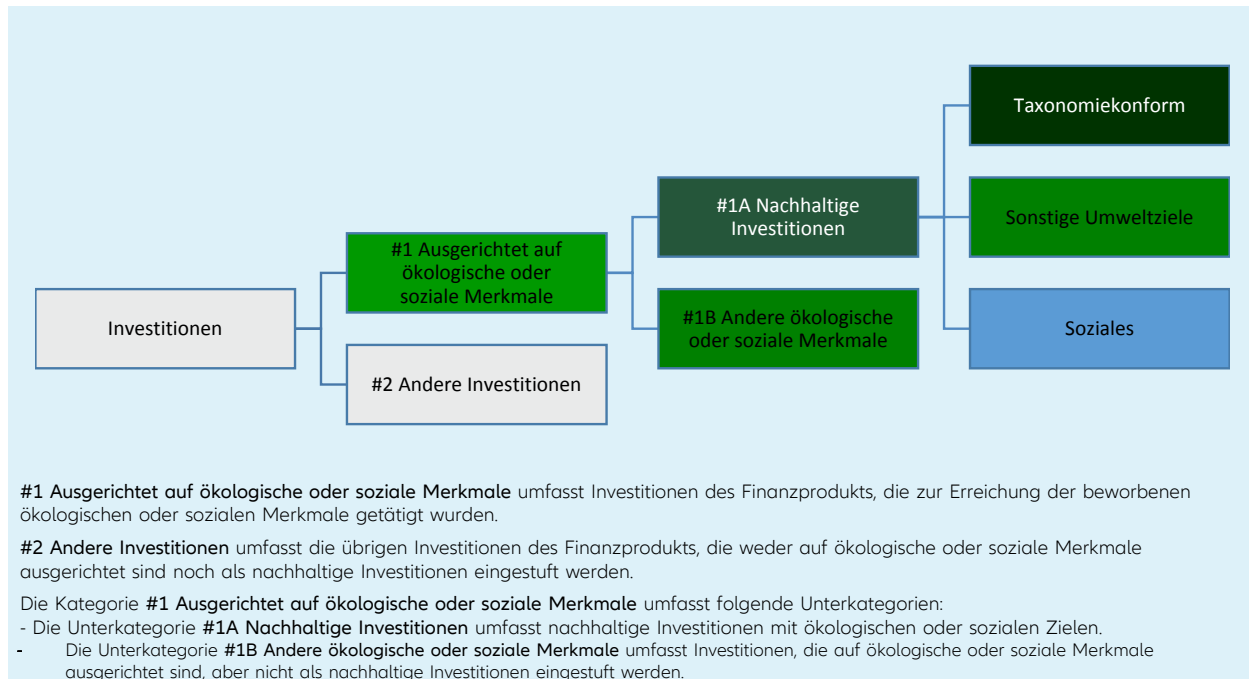 Taxonomiekonform
#1A Nachhaltige
Investitionen
Sonstige Umweltziele
#1 Ausgerichtet auf
ökologische oder
soziale Merkmale
Investitionen
#1B Andere ökologische
oder soziale Merkmale
Soziales
#2 Andere Investitionen
#1 Ausgerichtet auf ökologische oder soziale Merkmale umfasst Investitionen des Finanzprodukts, die zur Erreichung der beworbenen
ökologischen oder sozialen Merkmale getätigt wurden.
#2 Andere Investitionen umfasst die übrigen Investitionen des Finanzprodukts, die weder auf ökologische oder soziale Merkmale
ausgerichtet sind noch als nachhaltige Investitionen eingestuft werden.
Die Kategorie #1 Ausgerichtet auf ökologische oder soziale Merkmale umfasst folgende Unterkategorien:
- Die Unterkategorie #1A Nachhaltige Investitionen umfasst nachhaltige Investitionen mit ökologischen oder sozialen Zielen.
- Die Unterkategorie #1B Andere ökologische oder soziale Merkmale umfasst Investitionen, die auf ökologische oder soziale Merkmale
ausgerichtet sind, aber nicht als nachhaltige Investitionen eingestuft werden.